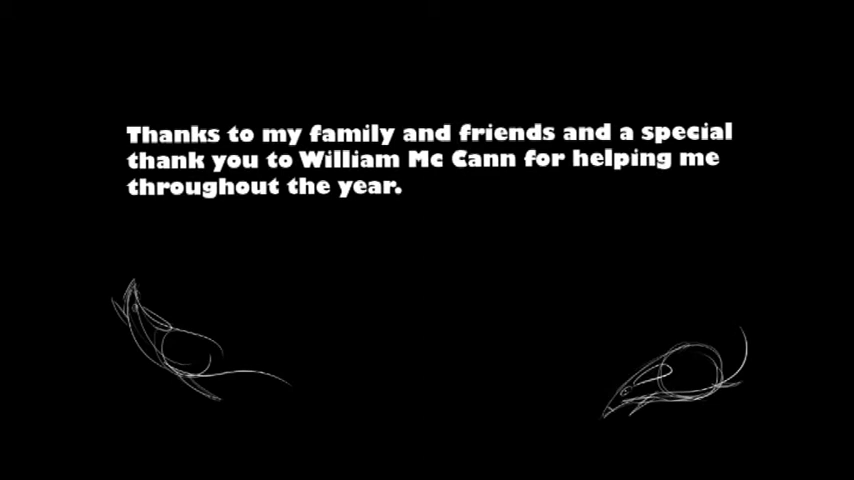 Thanks to my family and friends and a special
thank you to William Mc Cann for helping me
throughout the year.